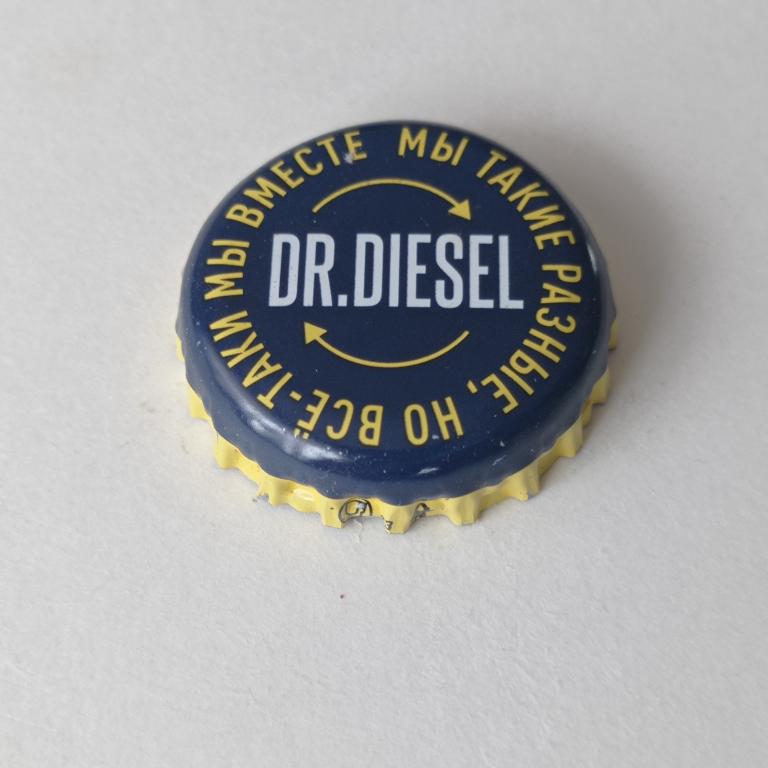 МЫ ТАКИЕ РАЗНЫЕ, НО ВСЁ-ТАКИ МЫ ВМЕСТЕ
DR.DIESEL